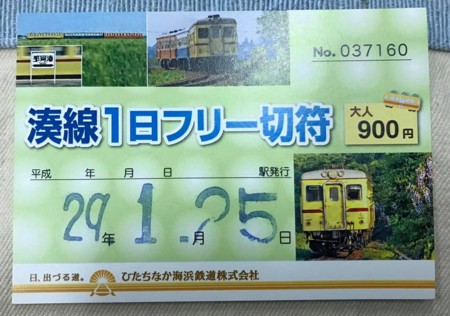 No. 037160
湊線1日フリー切符
大人
900円
平成 年 月 日 駅発行
29年1月25日
日、出づる道。 ひたちなか海浜鉄道株式会社